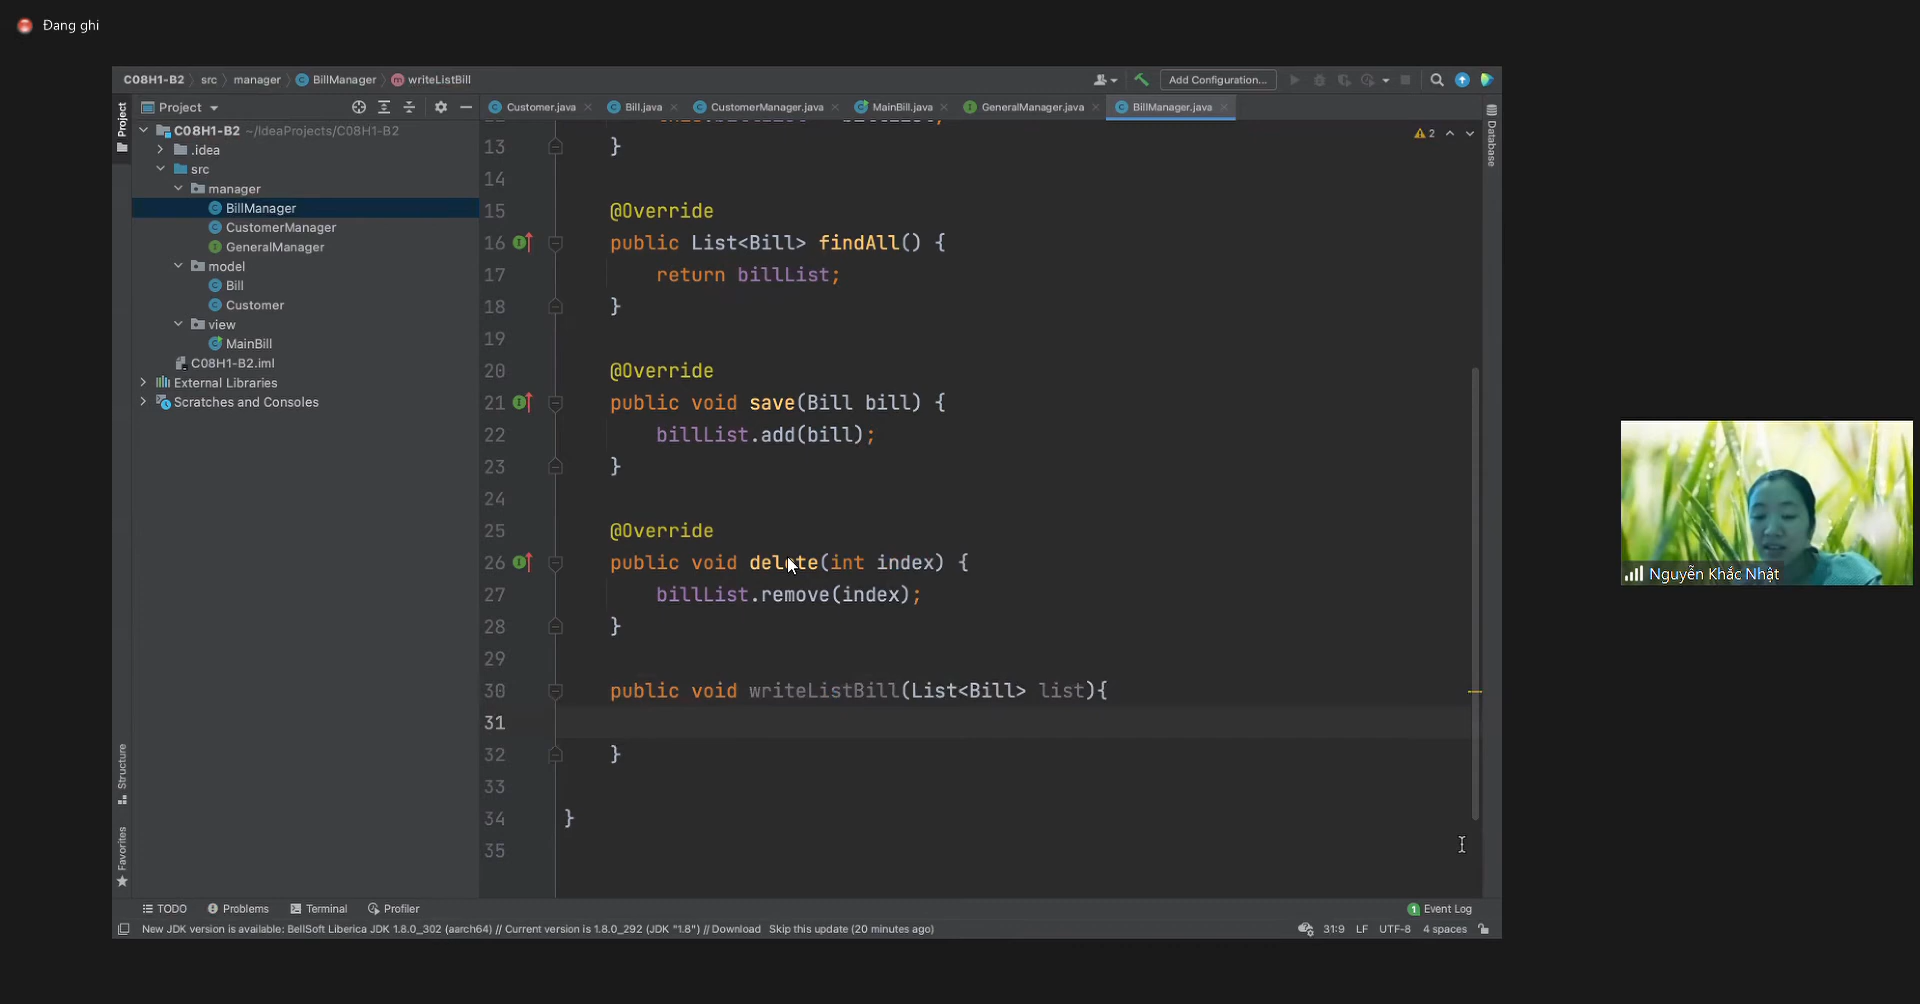 Đang ghi
C08H1-B2 src manager BillManager writeListBill
Add Configuration...
Project
Customer.java
Bill.java
CustomerManager.java
MainBill.java
GeneralManager.java
BillManager.java
Project
Structure
Favorites
Database
C08H1-B2 ~/IdeaProjects/C08H1-B2
.idea
src
manager
BillManager
CustomerManager
GeneralManager
model
Bill
Customer
view
MainBill
C08H1-B2.iml
External Libraries
Scratches and Consoles
2
13 }
14
15 @Override
16 public List<Bill> findAll() {
17 return billList;
18 }
19
20 @Override
21 public void save(Bill bill) {
22 billList.add(bill);
23 }
24
25 @Override
26 public void delete(int index) {
27 billList.remove(index);
28 }
29
30 public void writeListBill(List<Bill> list){
31
32 }
33
34 }
35
Nguyễn Khắc Nhật
TODO Problems Terminal Profiler
1 Event Log
New JDK version is available: BellSoft Liberica JDK 1.8.0_302 (aarch64) // Current version is 1.8.0_292 (JDK "1.8") // Download Skip this update (20 minutes ago)
31:9 LF UTF-8 4 spaces